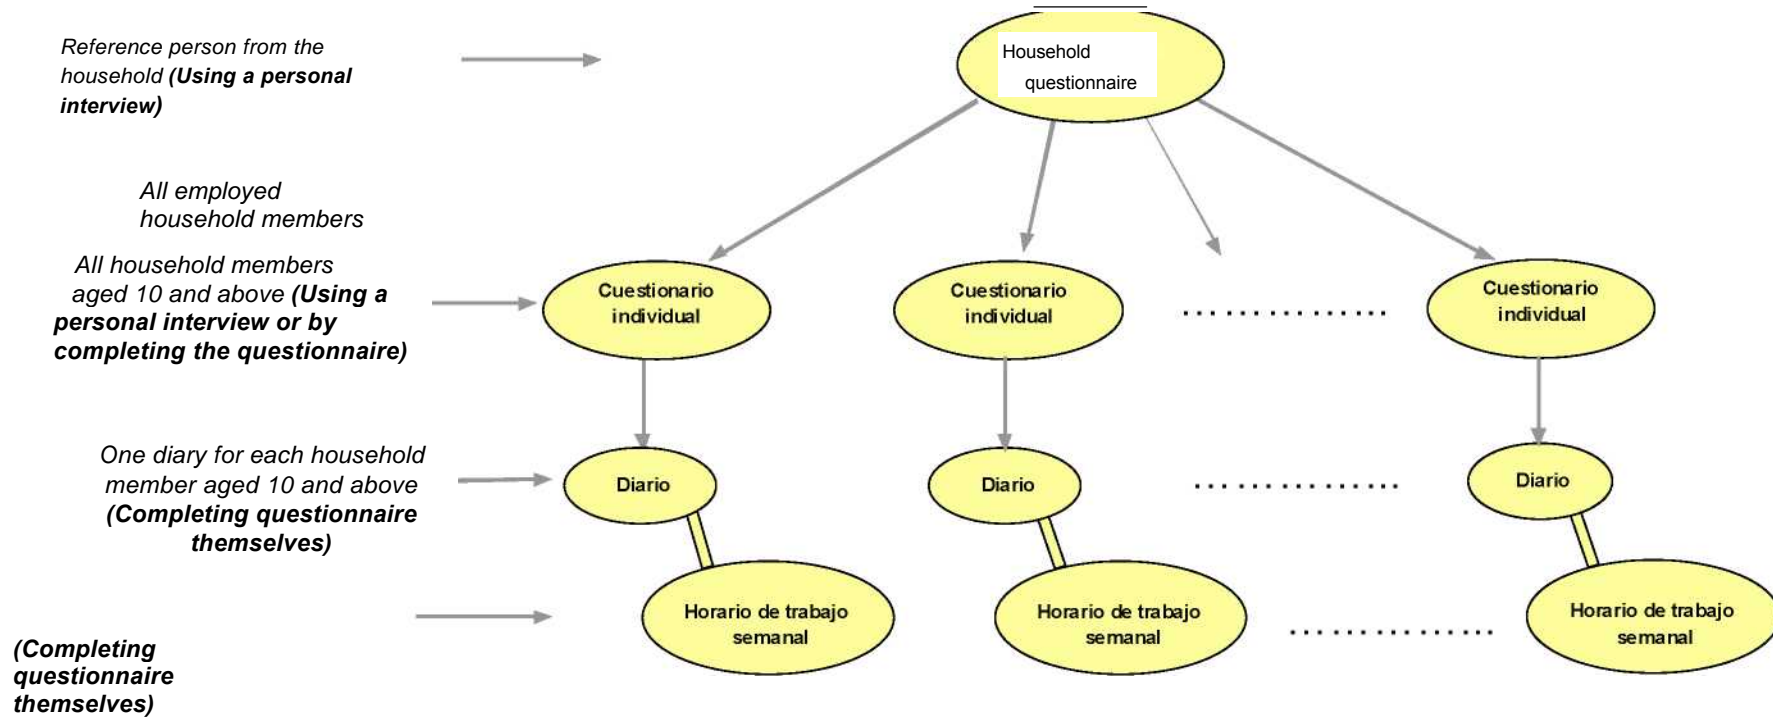 Reference person from the
household (Using a personal
interview)
Household
questionnaire
All employed
household members
All household members
aged 10 and above (Using a
personal interview or by
completing the questionnaire)
Cuestionario
individual
Cuestionario
individual
Cuestionario
individual
One diary for each household
member aged 10 and above
(Completing questionnaire
themselves)
Diario
Diario
Diario
Horario de trabajo
semanal
Horario de trabajo
semanal
Horario de trabajo
semanal
(Completing
questionnaire
themselves)